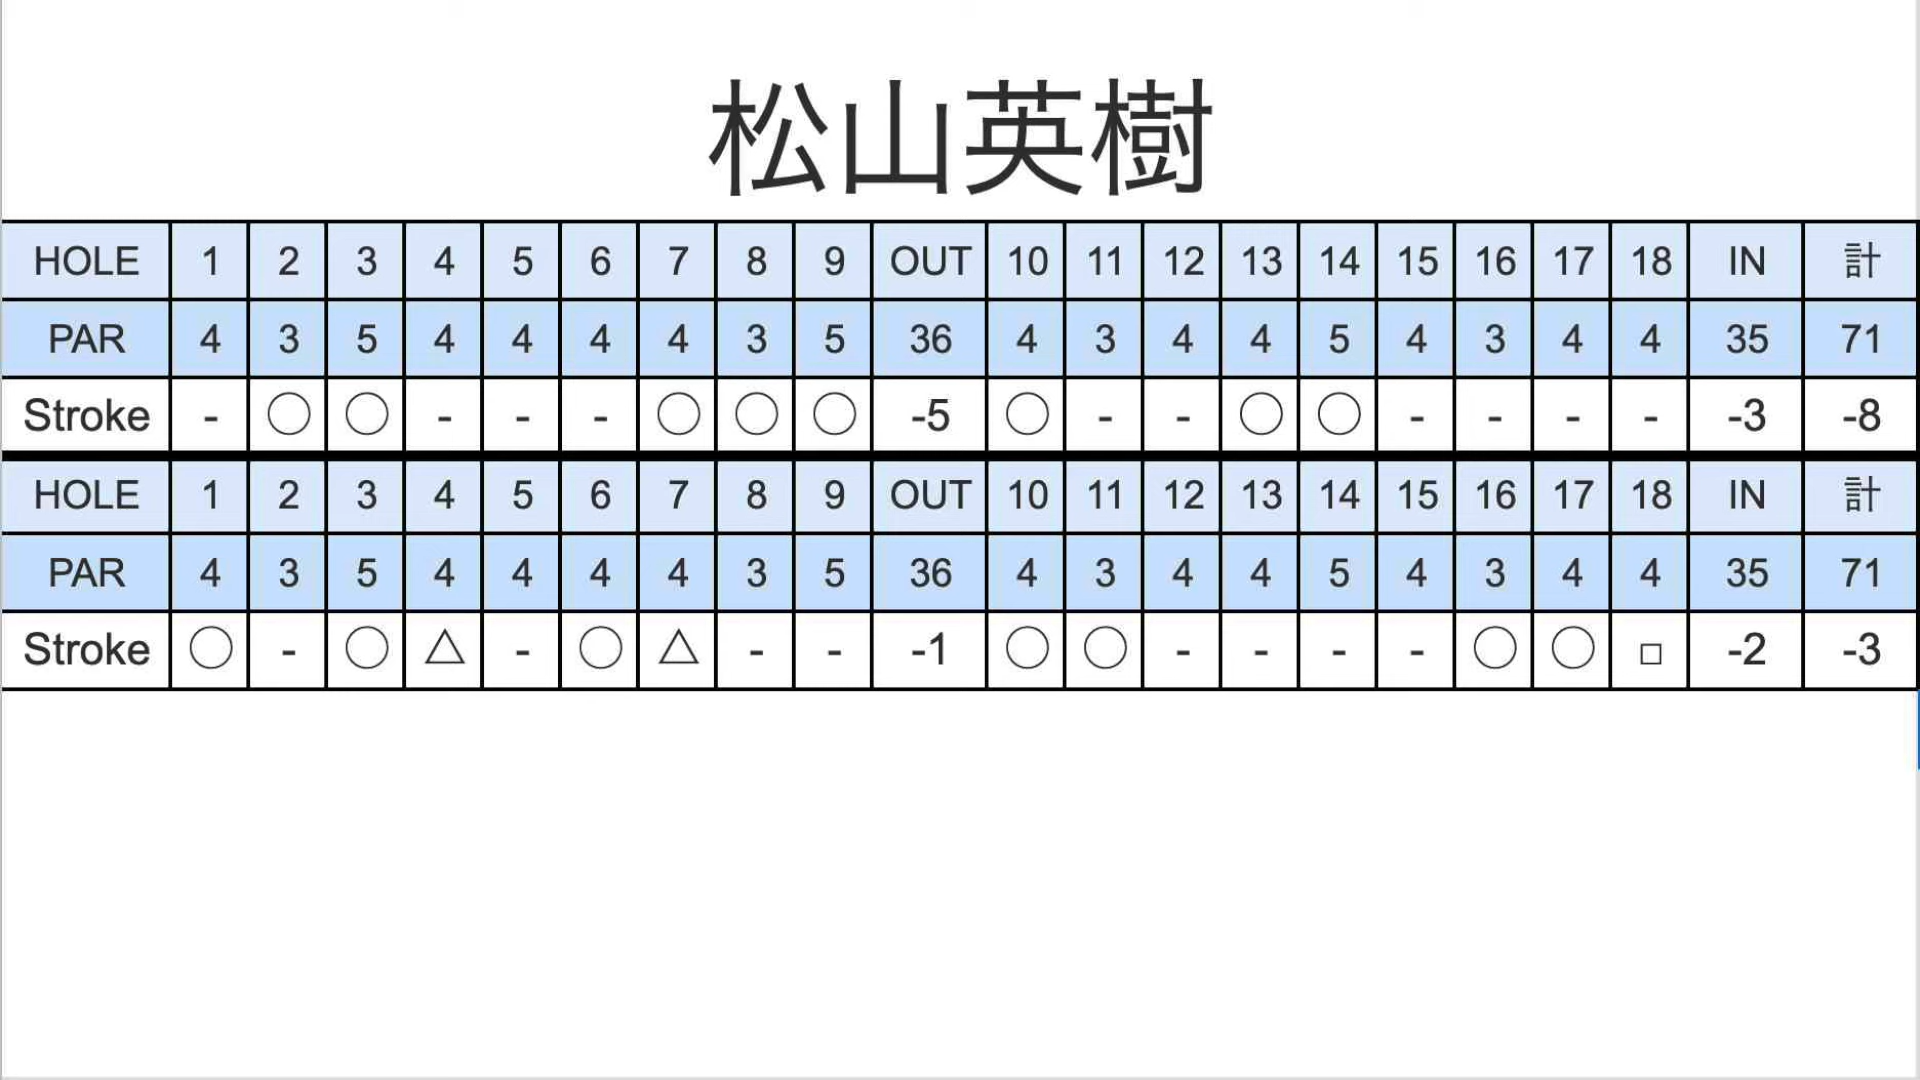 松山英樹
HOLE 1 2 3 4 5 6 7 8 9 OUT 10 11 12 13 14 15 16 17 18 IN 計
PAR 4 3 5 4 4 4 4 3 5 36 4 3 4 4 5 4 3 4 4 35 71
Stroke - ○ ○ - - - ○ ○ ○ -5 ○ - - ○ ○ - - - - -3 -8
HOLE 1 2 3 4 5 6 7 8 9 OUT 10 11 12 13 14 15 16 17 18 IN 計
PAR 4 3 5 4 4 4 4 3 5 36 4 3 4 4 5 4 3 4 4 35 71
Stroke ○ - ○ △ - ○ △ - - -1 ○ ○ - - - - ○ ○ □ -2 -3